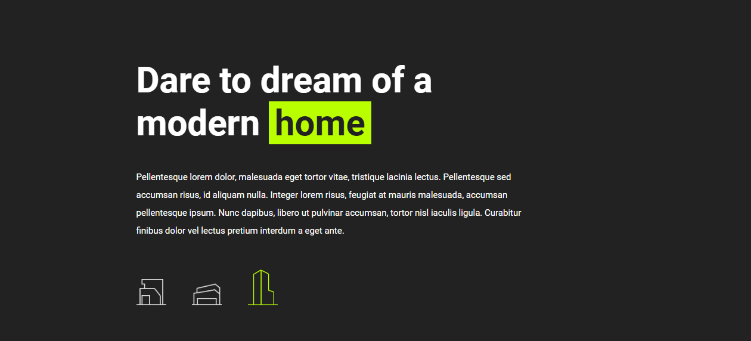 Dare to dream of a
modern home
Pellentesque lorem dolor, malesuada eget tortor vitae, tristique lacinia lectus. Pellentesque sed
accumsan risus, id aliquam nulla. Integer lorem risus, feugiat at mauris malesuada, accumsan
pellentesque ipsum. Nunc dapibus, libero ut pulvinar accumsan, tortor nisl iaculis ligula. Curabitur
finibus dolor vel lectus pretium interdum a eget ante.